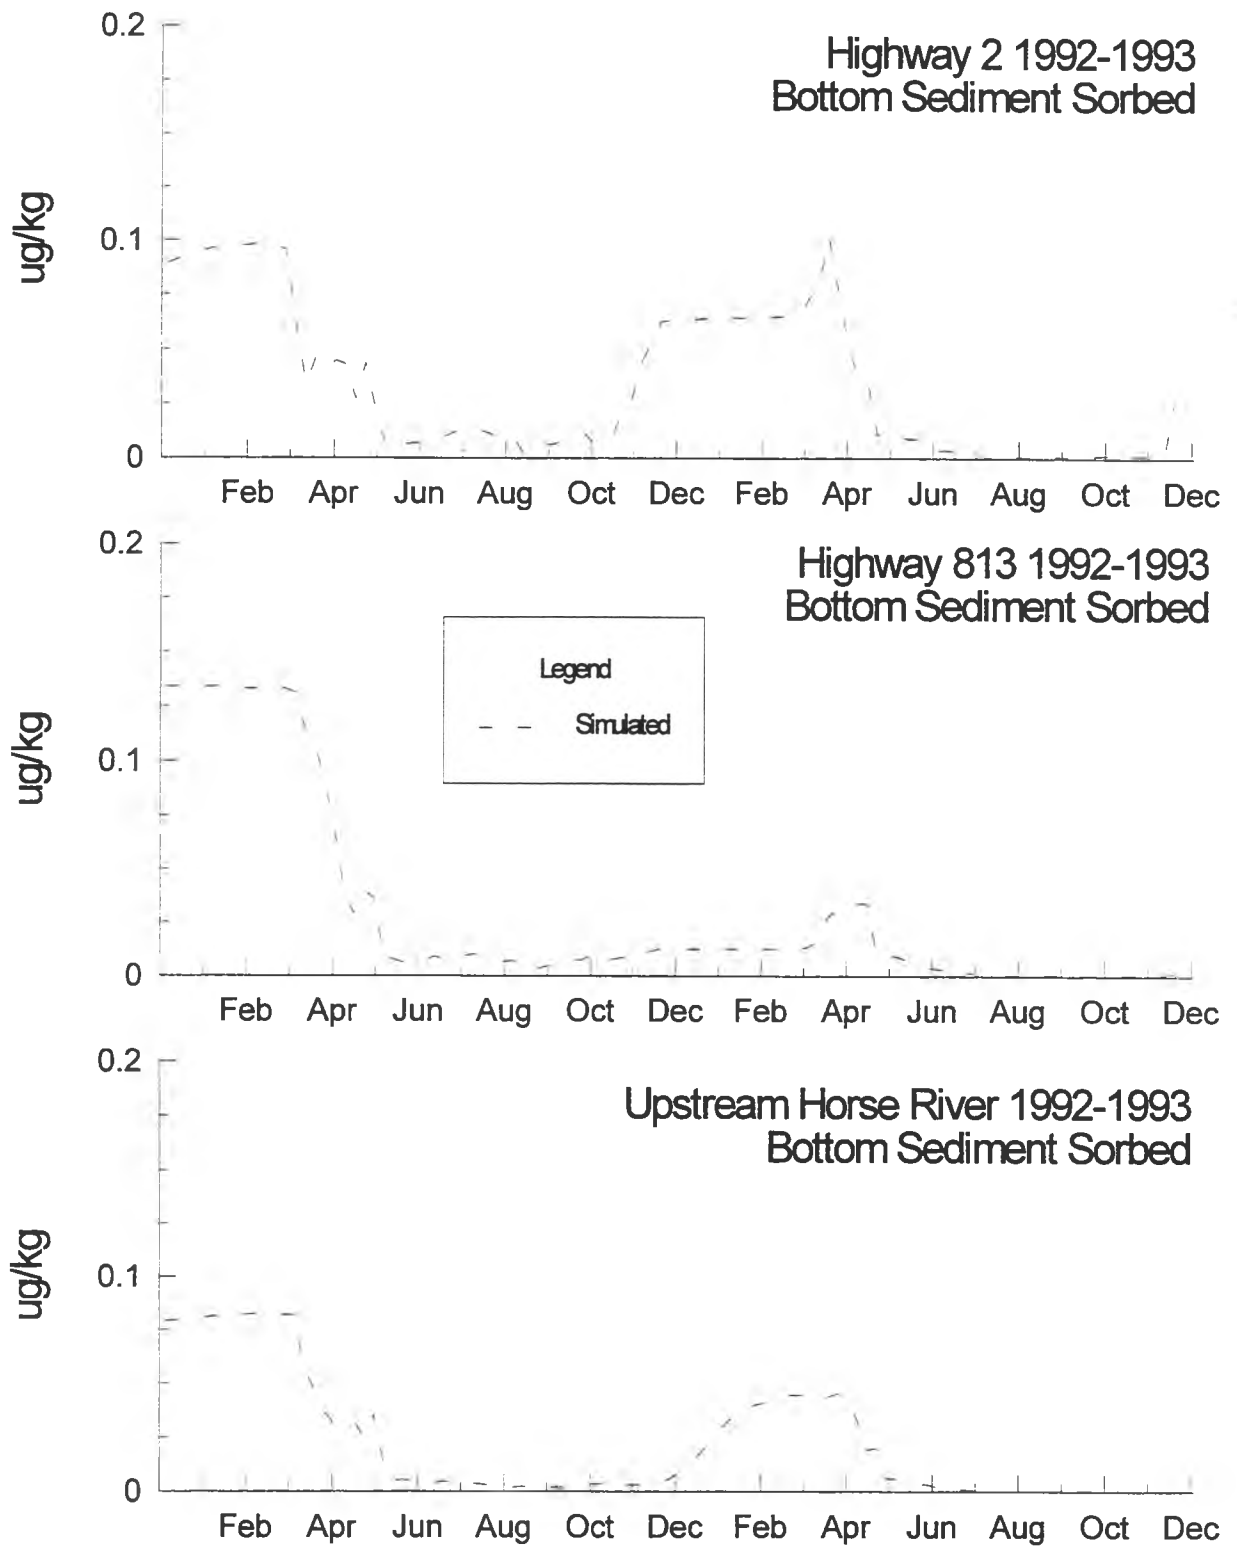 Highway 2 1992-1993
Bottom Sediment Sorbed
ug/kg
0.2
0.1
0
Feb Apr Jun Aug Oct Dec Feb Apr Jun Aug Oct Dec
Highway 813 1992-1993
Bottom Sediment Sorbed
Legend
Simulated
ug/kg
0.2
0.1
0
Feb Apr Jun Aug Oct Dec Feb Apr Jun Aug Oct Dec
Upstream Horse River 1992-1993
Bottom Sediment Sorbed
ug/kg
0.2
0.1
0
Feb Apr Jun Aug Oct Dec Feb Apr Jun Aug Oct Dec